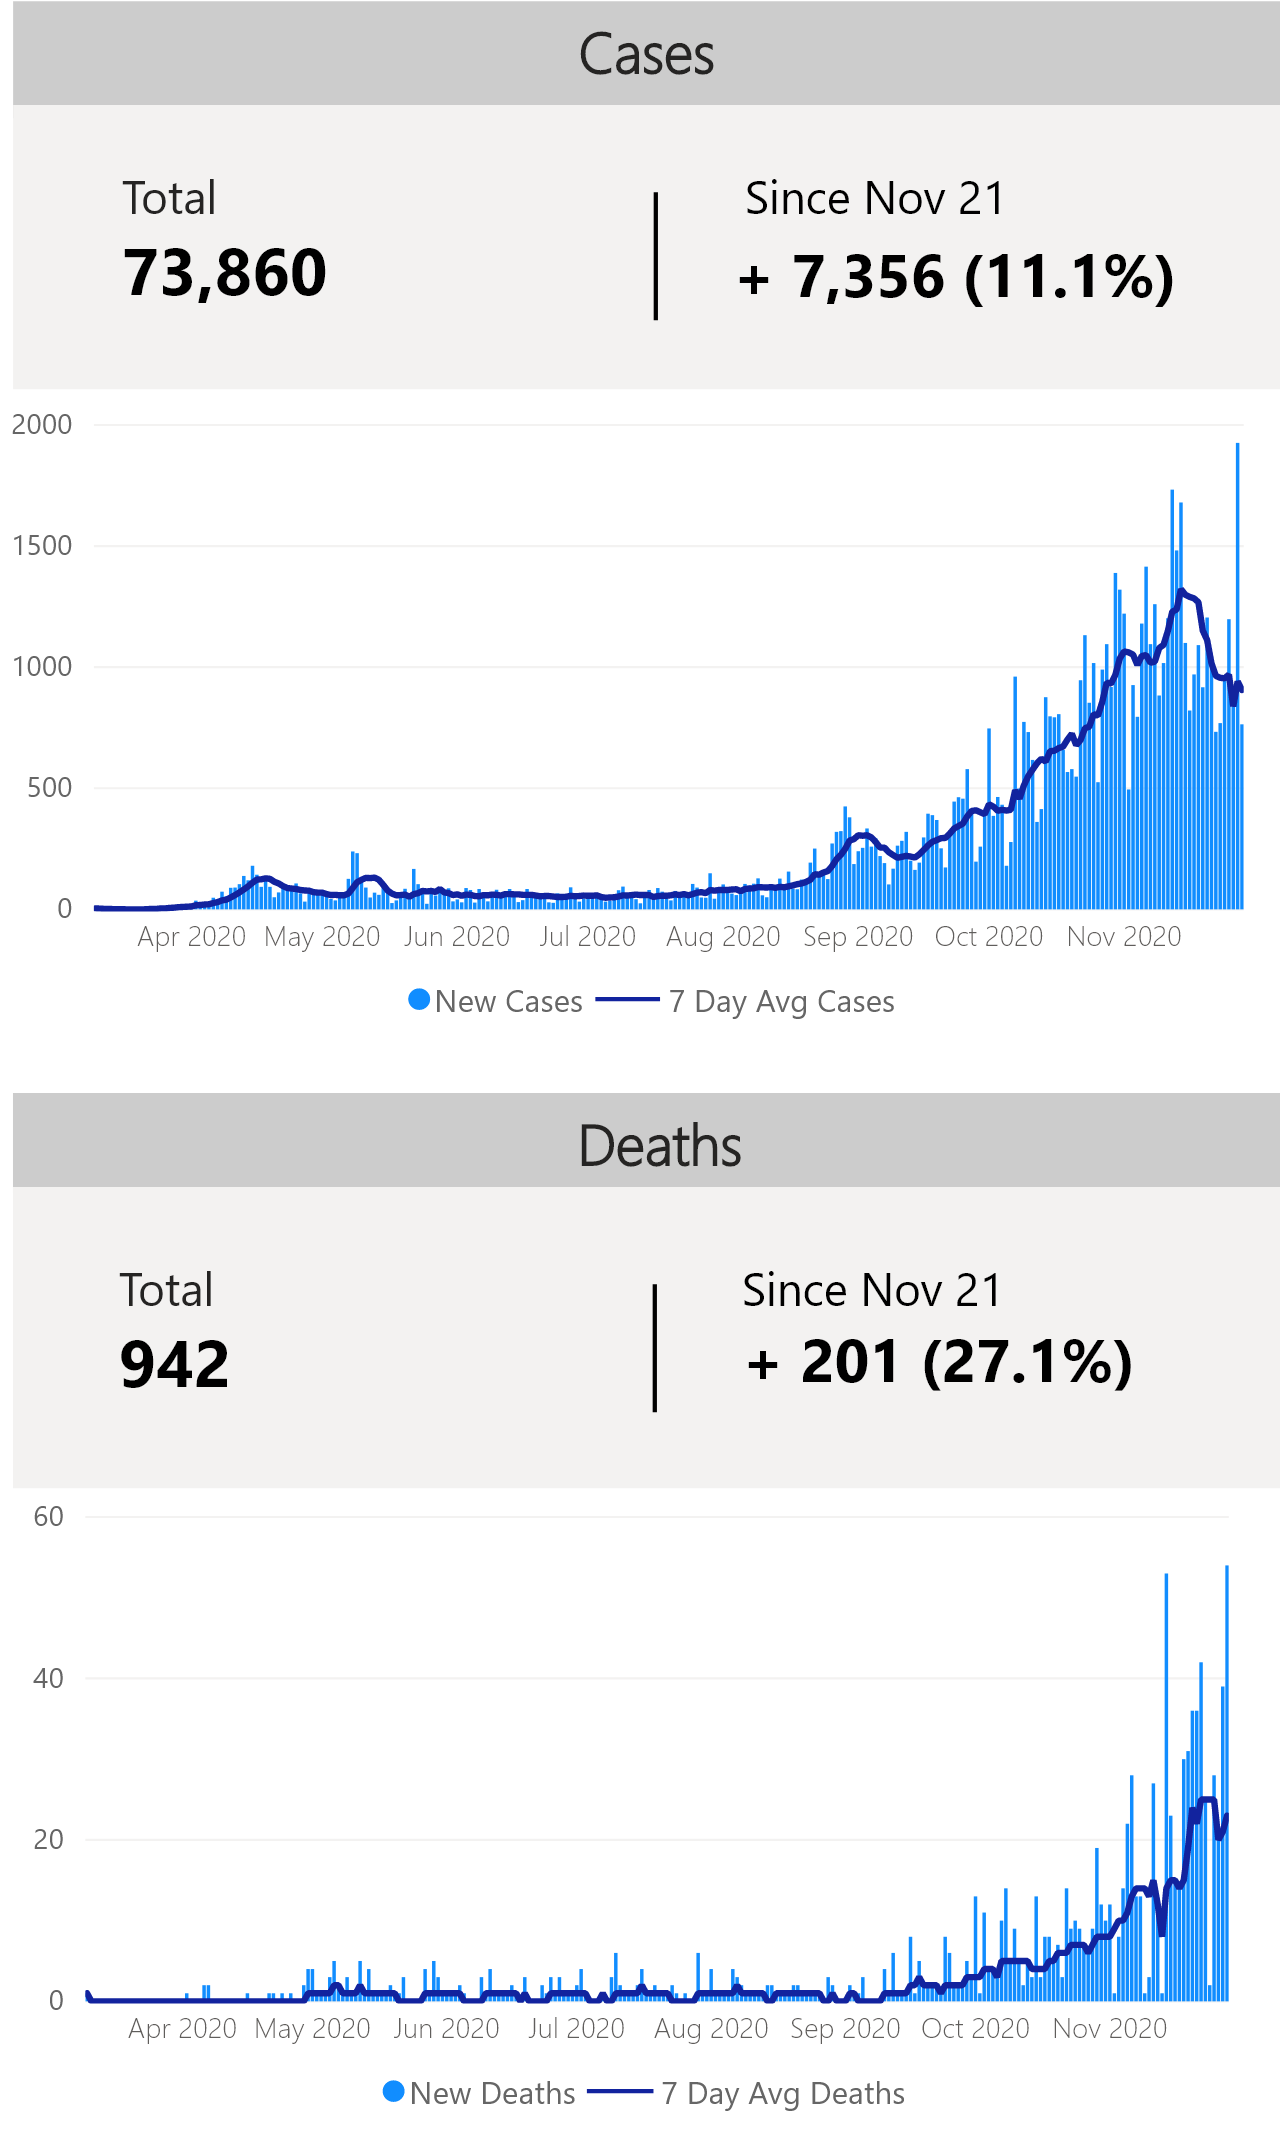 Cases
Total
Since Nov 21
73,860
+ 7,356 (11.1%)
2000
1500
1000
500
0
Apr 2020 May 2020 Jun 2020 Jul 2020 Aug 2020 Sep 2020 Oct 2020 Nov 2020
New Cases 7 Day Avg Cases
Deaths
Total
Since Nov 21
942
+ 201 (27.1%)
60
40
20
0
Apr 2020 May 2020 Jun 2020 Jul 2020 Aug 2020 Sep 2020 Oct 2020 Nov 2020
New Deaths 7 Day Avg Deaths